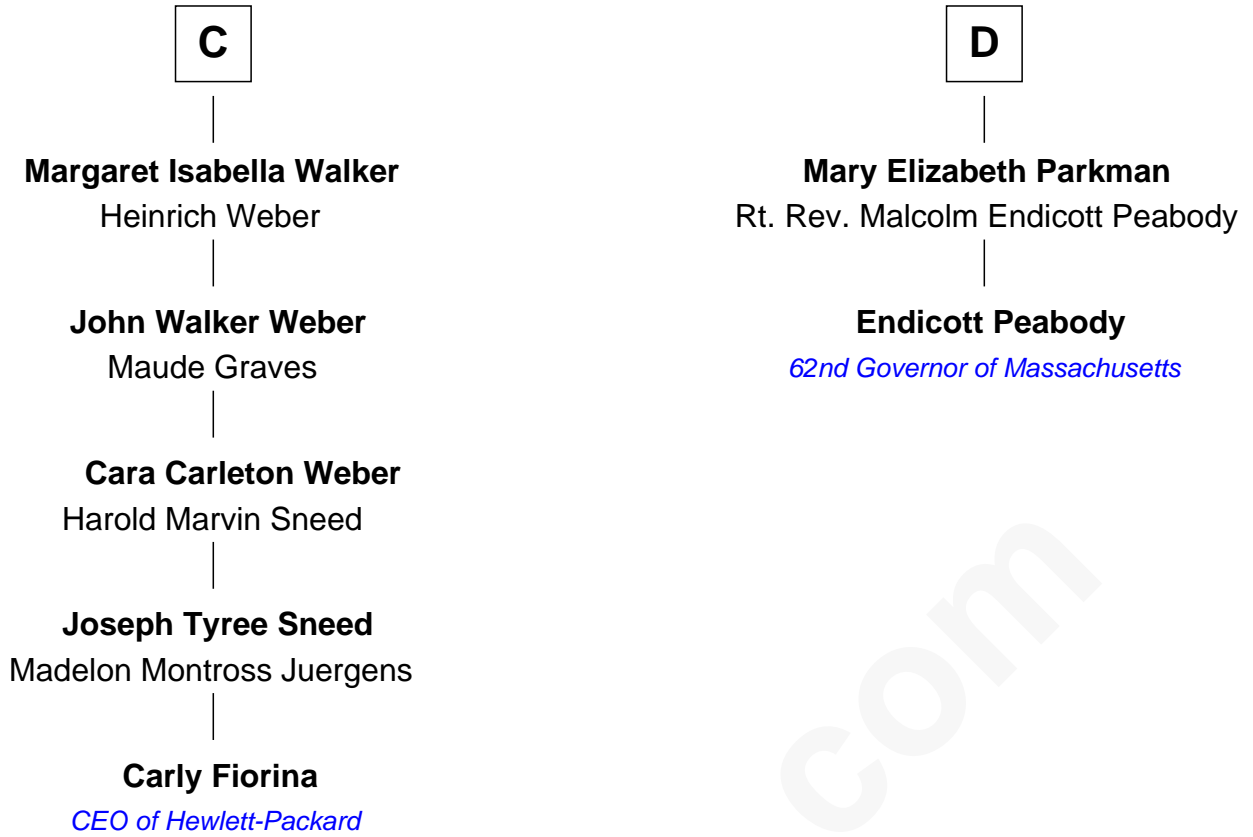 C
Margaret Isabella Walker
Heinrich Weber
John Walker Weber
Maude Graves
Cara Carleton Weber
Harold Marvin Sneed
Joseph Tyree Sneed
Madelon Montross Juergens
Carly Fiorina
CEO of Hewlett-Packard
D
Mary Elizabeth Parkman
Rt. Rev. Malcolm Endicott Peabody
Endicott Peabody
62nd Governor of Massachusetts
com